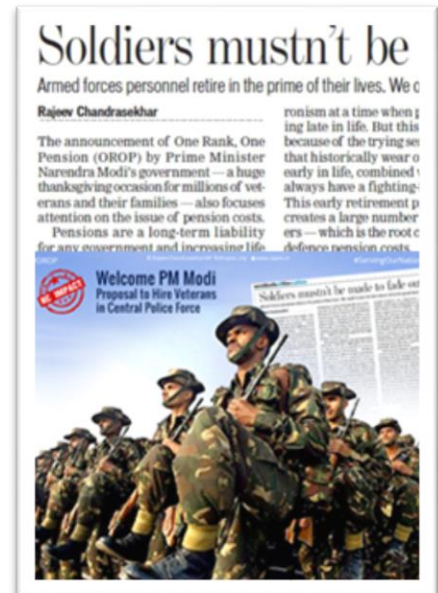 Soldiers mustn't be
Armed forces personnel retire in the prime of their lives. We c
Rajeev Chandrasekhar
The announcement of One Rank, One
Pension (OROP) by Prime Minister
Narendra Modi's government — a huge
thanksgiving occasion for millions of vet-
erans and their families — also focuses
attention on the issue of pension costs.
Pensions are a long-term liability
for any government and increasing life
ronism at a time when p
ing late in life. But this
because of the trying se
that historically wear o
early in life, combined
always have a fighting-
This early retirement p
creates a large number
ers — which is the root c
defence pension costs
OROP
#ServingOurNation
RC IMPACT
Welcome PM Modi
Proposal to Hire Veterans
in Central Police Force
Soldiers mustn't be made to fade ou